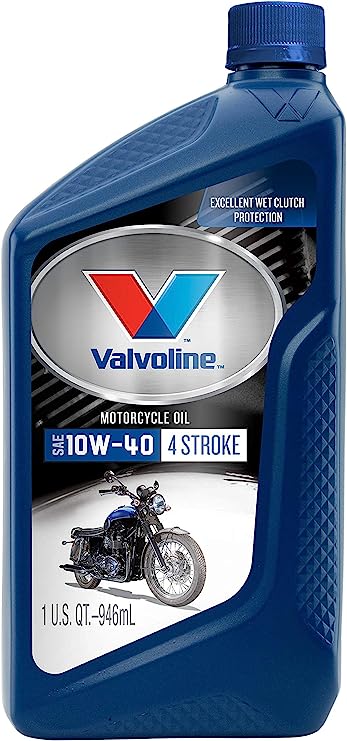 EXCELLENT WET CLUTCH
PROTECTION
Valvoline™
MOTORCYCLE OIL
SAE 10W-40 4 STROKE
1 U.S. QT.-946mL